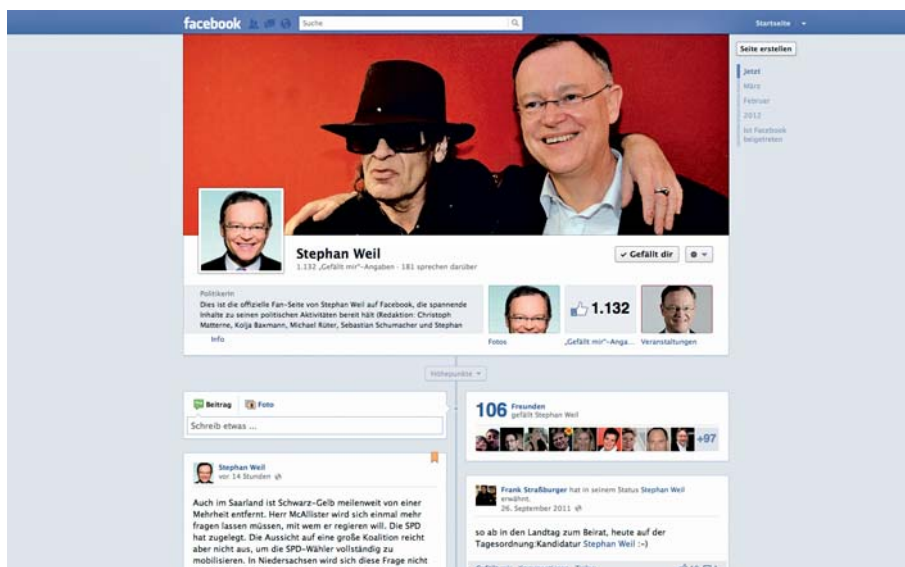 facebook
Suche
Startseite
Seite erstellen
Jetzt
März
Februar
2012
Ist Facebook
beigetreten
Stephan Weil
1.132 „Gefällt mir"-Angaben · 181 sprechen darüber
✓ Gefällt dir
PolitikerIn
Dies ist die offizielle Fan-Seite von Stephan Weil auf Facebook, die spannende
Inhalte zu seinen politischen Aktivitäten bereit hält (Redaktion: Christoph
Matterne, Kolja Baxmann, Michael Rüter, Sebastian Schumacher und Stephan
Info
1.132
Fotos
„Gefällt mir"-Anga...
Veranstaltungen
Höhepunkte
Beitrag
Foto
Schreib etwas ...
106 Freunden
gefällt Stephan Weil
+97
Stephan Weil
vor 14 Stunden
Auch im Saarland ist Schwarz-Gelb meilenweit von einer
Mehrheit entfernt. Herr McAllister wird sich einmal mehr
fragen lassen müssen, mit wem er regieren will. Die SPD
hat zugelegt. Die Aussicht auf eine große Koalition reicht
aber nicht aus, um die SPD-Wähler vollständig zu
mobilisieren. In Niedersachsen wird sich diese Frage nicht
Frank Straßburger hat in seinem Status Stephan Weil
erwähnt.
26. September 2011
so ab in den Landtag zum Beirat, heute auf der
Tagesordnung:Kandidatur Stephan Weil :-)